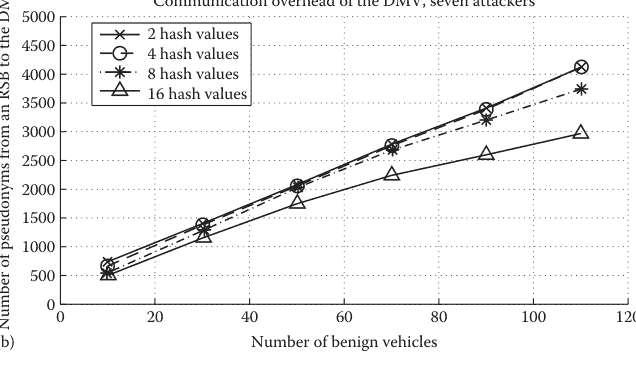 Communication overhead of the DMV, seven attackers
Number of pseudonyms from an RSB to the DMV
5000
4500
4000
3500
3000
2500
2000
1500
1000
500
0
2 hash values
4 hash values
8 hash values
16 hash values
0 20 40 60 80 100 120
b) Number of benign vehicles